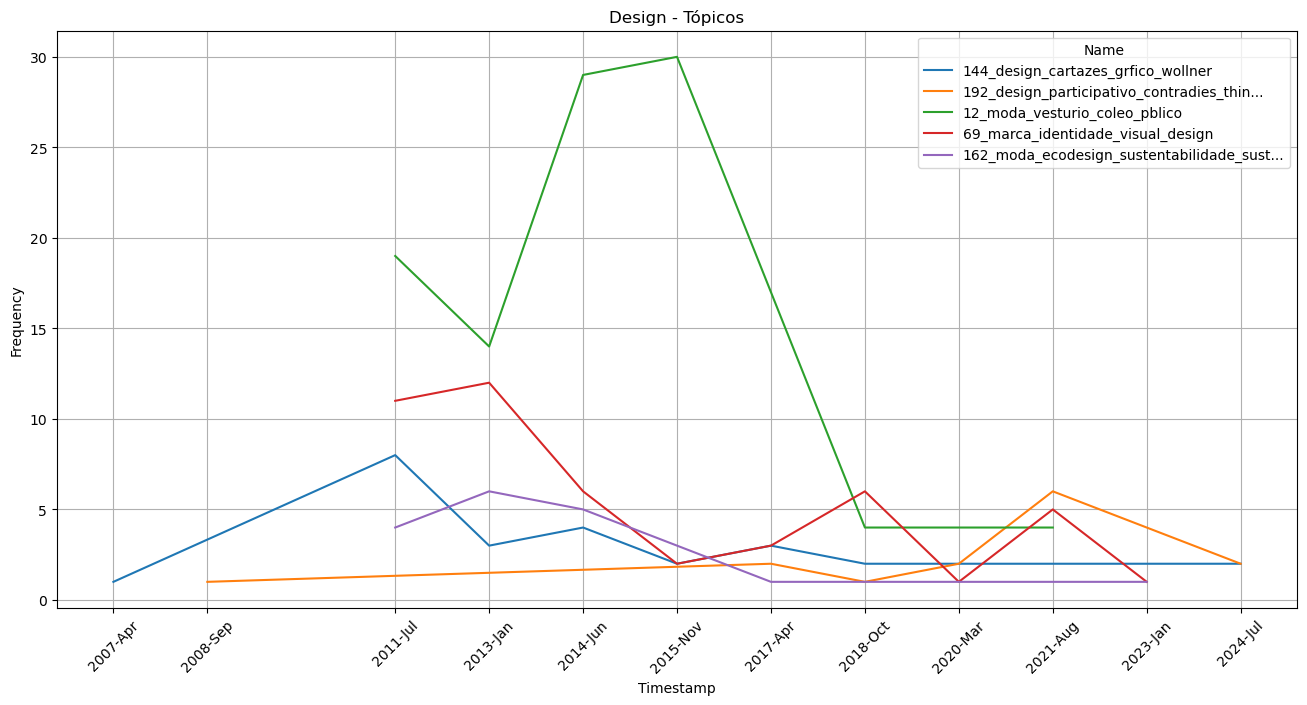 Design - Tópicos
Name
144_design_cartazes_grfico_wollner
192_design_participativo_contradies_thin...
12_moda_vesturio_coleo_pblico
69_marca_identidade_visual_design
162_moda_ecodesign_sustentabilidade_sust...
Frequency
30
25
20
15
10
5
0
2007-Apr
2008-Sep
2011-Jul
2013-Jan
2014-Jun
2015-Nov
2017-Apr
2018-Oct
2020-Mar
2021-Aug
2023-Jan
2024-Jul
Timestamp